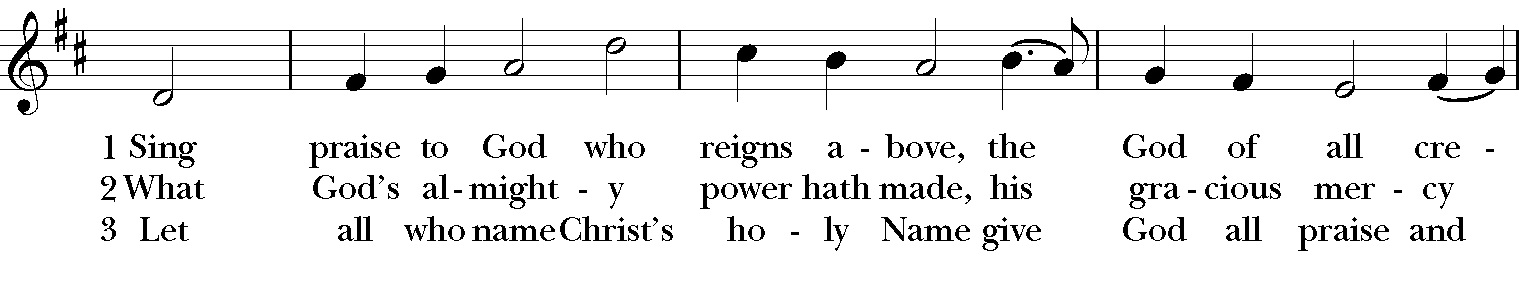 1 Sing praise to God who reigns a - bove, the God of all cre -
2 What God's al - might - y power hath made, his gra - cious mer - cy
3 Let all who name Christ's ho - ly Name give God all praise and